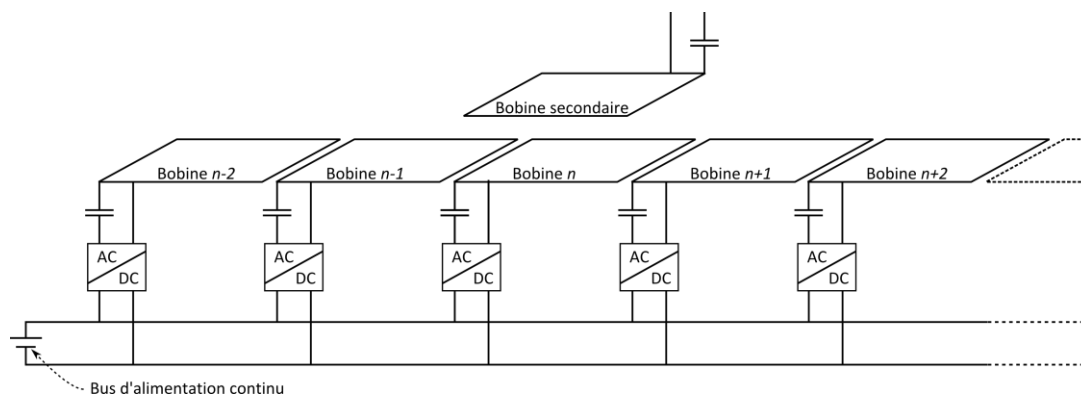 Bobine secondaire
Bobine n-2
Bobine n-1
Bobine n
Bobine n+1
Bobine n+2
AC
DC
AC
DC
AC
DC
AC
DC
AC
DC
Bus d'alimentation continu